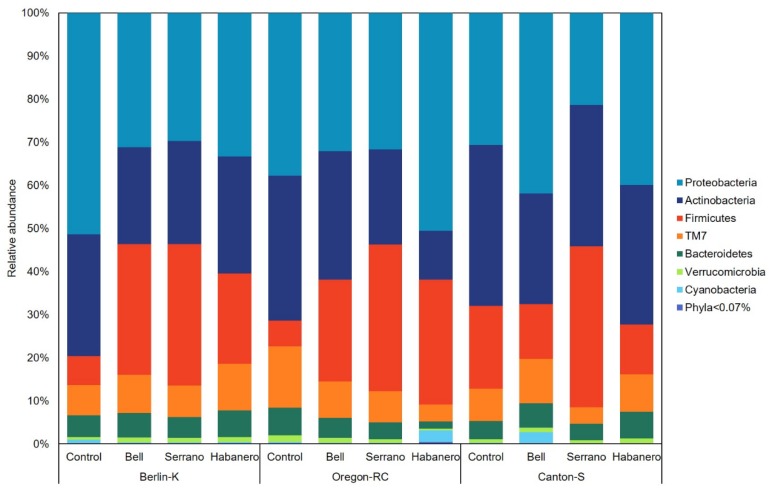 100%
90%
80%
70%
60%
50%
40%
30%
20%
10%
0%
Relative abundance
Control Bell Serrano Habanero Control Bell Serrano Habanero Control Bell Serrano Habanero
Berlin-K Oregon-RC Canton-S
Proteobacteria
Actinobacteria
Firmicutes
TM7
Bacteroidetes
Verrucomicrobia
Cyanobacteria
Phyla<0.07%